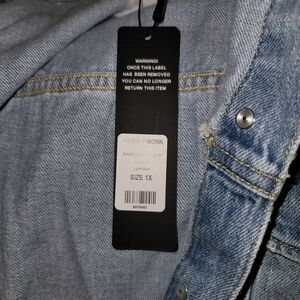 WARNING!
ONCE THIS LABEL
HAS BEEN REMOVED
YOU CAN NO LONGER
RETURN THIS ITEM
FASHION NOVA
SIZE 1X